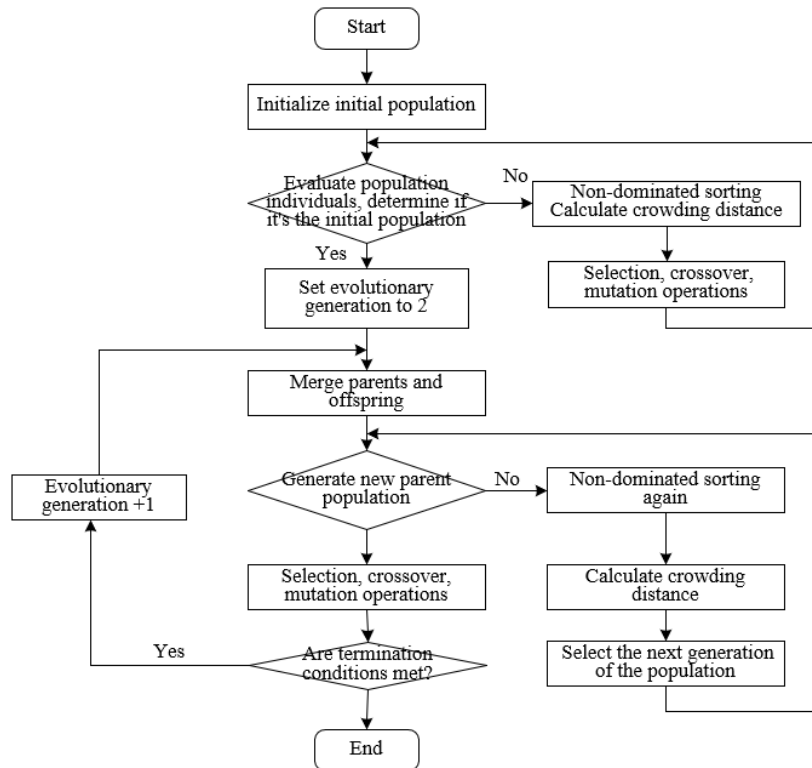 Start
Initialize initial population
Evaluate population
individuals, determine if
it's the initial population
No
Non-dominated sorting
Calculate crowding distance
Yes
Set evolutionary
generation to 2
Selection, crossover,
mutation operations
Merge parents and
offspring
Generate new parent
population
No
Non-dominated sorting
again
Evolutionary
generation +1
Selection, crossover,
mutation operations
Calculate crowding
distance
Yes
Are termination
conditions met?
Select the next generation
of the population
End